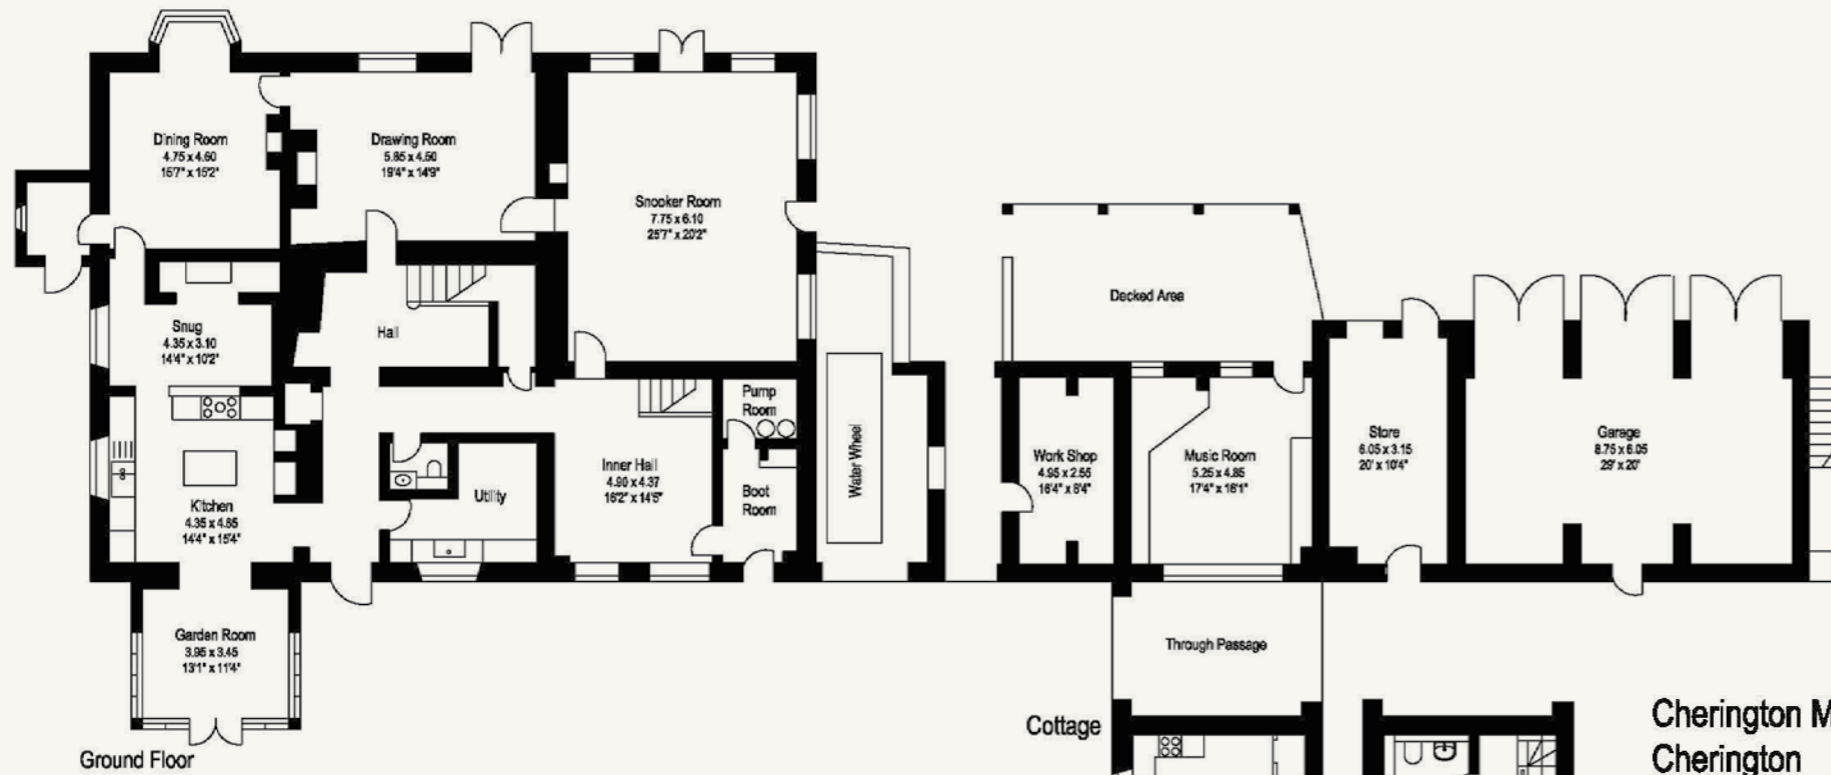 Dining Room
4.75 x 4.60
15'7" x 15'2"
Drawing Room
5.85 x 4.50
19'4" x 14'9"
Snooker Room
7.75 x 6.10
25'7" x 20'2"
Snug
4.35 x 3.10
14'4" x 10'2"
Hall
Kitchen
4.35 x 4.65
14'4" x 15'4"
Utility
Inner Hall
4.90 x 4.37
16'2" x 14'5"
Pump
Room
Boot
Room
Water Wheel
Decked Area
Work Shop
4.95 x 2.55
16'4" x 8'4"
Music Room
5.25 x 4.85
17'4" x 16'1"
Store
6.05 x 3.15
20' x 10'4"
Garage
8.75 x 6.05
29' x 20'
Garden Room
3.95 x 3.45
13'1" x 11'4"
Through Passage
Ground Floor
Cottage
Cherington M
Cherington